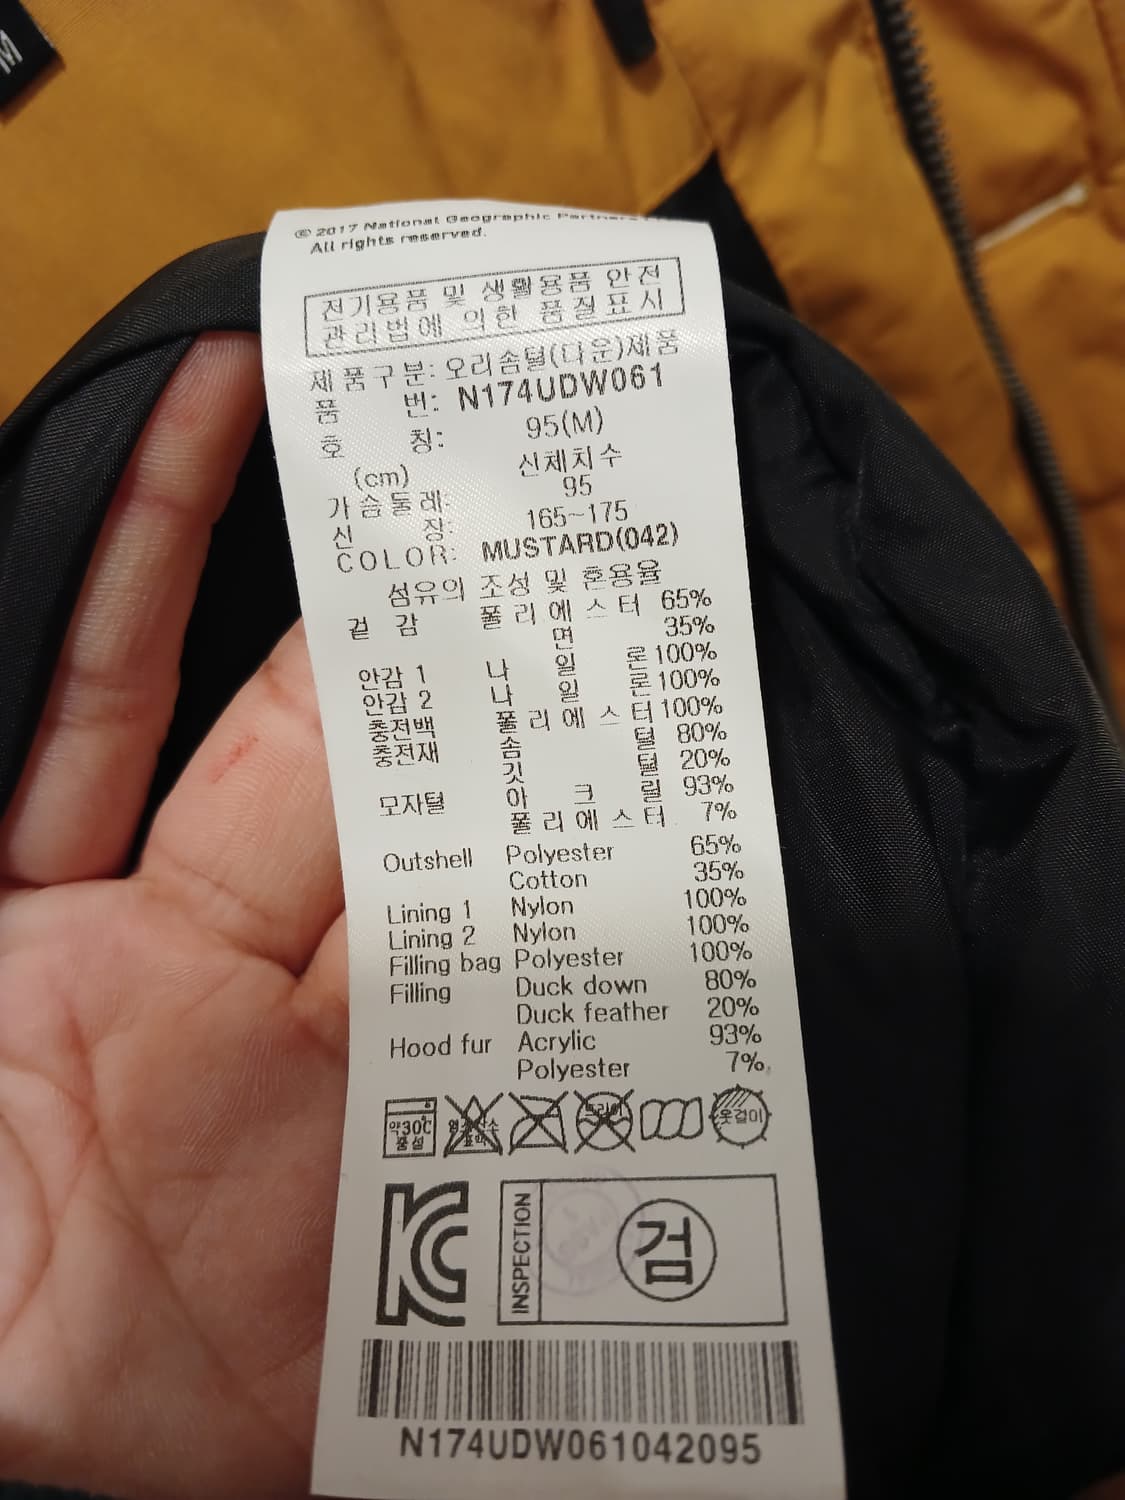 M
© 2017 National Geographic Partners
All rights reserved.
전기용품 및 생활용품 안전
관리법에 의한 품질표시
제품구분: 오리솜털(다운)제품
품 번: N174UDW061
호 칭: 95(M)
(cm) 신체치수
가슴둘레: 95
신 장: 165~175
COLOR: MUSTARD(042)
섬유의 조성 및 혼용율
겉 감 폴리에스터 65%
면 35%
안감 1 나일론 100%
안감 2 나일론 100%
충전백 폴리에스터 100%
충전재 솜털 80%
깃털 20%
모자털 아크릴 93%
폴리에스터 7%
Outshell Polyester 65%
Cotton 35%
Lining 1 Nylon 100%
Lining 2 Nylon 100%
Filling bag Polyester 100%
Filling Duck down 80%
Duck feather 20%
Hood fur Acrylic 93%
Polyester 7%
약30℃ 중성 드라이 옷걸이
KC INSPECTION 검
N174UDW061042095